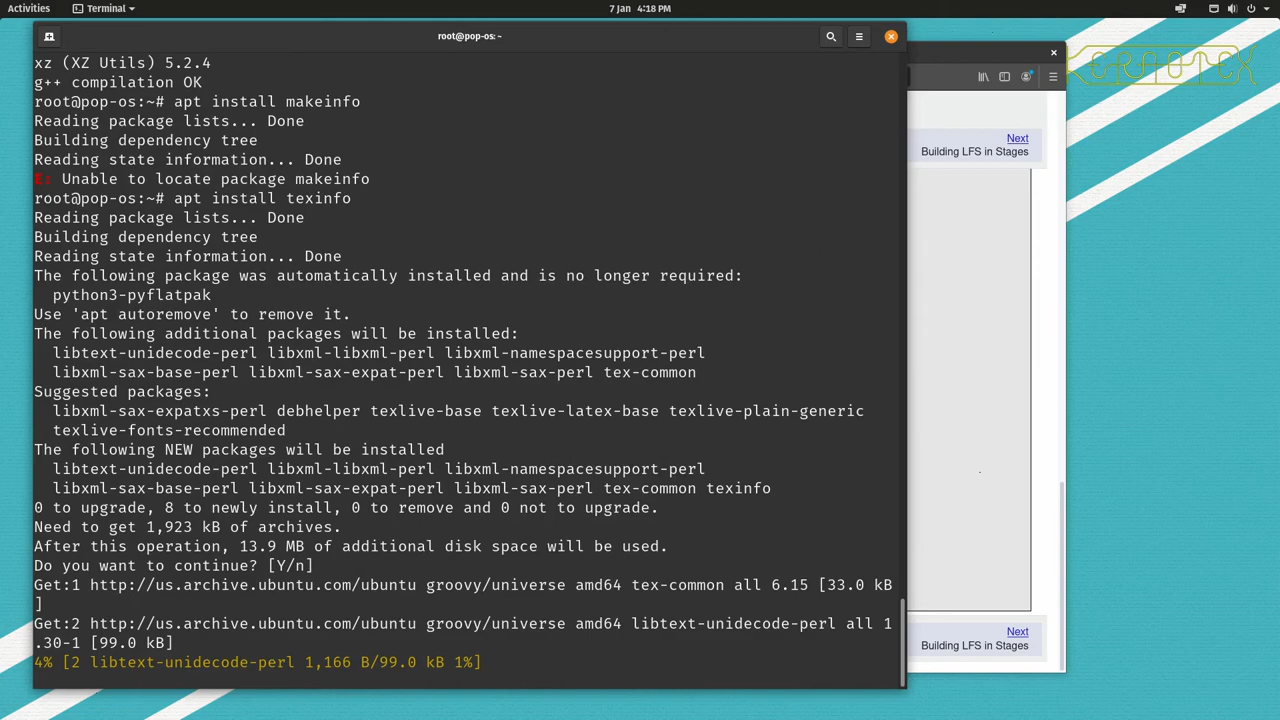 Activities
Terminal
7 Jan 4:18 PM
root@pop-os: ~
xz (XZ Utils) 5.2.4
g++ compilation OK
root@pop-os:~# apt install makeinfo
Reading package lists... Done
Building dependency tree
Reading state information... Done
E: Unable to locate package makeinfo
root@pop-os:~# apt install texinfo
Reading package lists... Done
Building dependency tree
Reading state information... Done
The following package was automatically installed and is no longer required:
python3-pyflatpak
Use 'apt autoremove' to remove it.
The following additional packages will be installed:
libtext-unidecode-perl libxml-libxml-perl libxml-namespacesupport-perl
libxml-sax-base-perl libxml-sax-expat-perl libxml-sax-perl tex-common
Suggested packages:
libxml-sax-expatxs-perl debhelper texlive-base texlive-latex-base texlive-plain-generic
texlive-fonts-recommended
The following NEW packages will be installed
libtext-unidecode-perl libxml-libxml-perl libxml-namespacesupport-perl
libxml-sax-base-perl libxml-sax-expat-perl libxml-sax-perl tex-common texinfo
0 to upgrade, 8 to newly install, 0 to remove and 0 not to upgrade.
Need to get 1,923 kB of archives.
After this operation, 13.9 MB of additional disk space will be used.
Do you want to continue? [Y/n]
Get:1 http://us.archive.ubuntu.com/ubuntu groovy/universe amd64 tex-common all 6.15 [33.0 kB
]
Get:2 http://us.archive.ubuntu.com/ubuntu groovy/universe amd64 libtext-unidecode-perl all 1
.30-1 [99.0 kB]
4% [2 libtext-unidecode-perl 1,166 B/99.0 kB 1%]
Next
Building LFS in Stages
Next
Building LFS in Stages